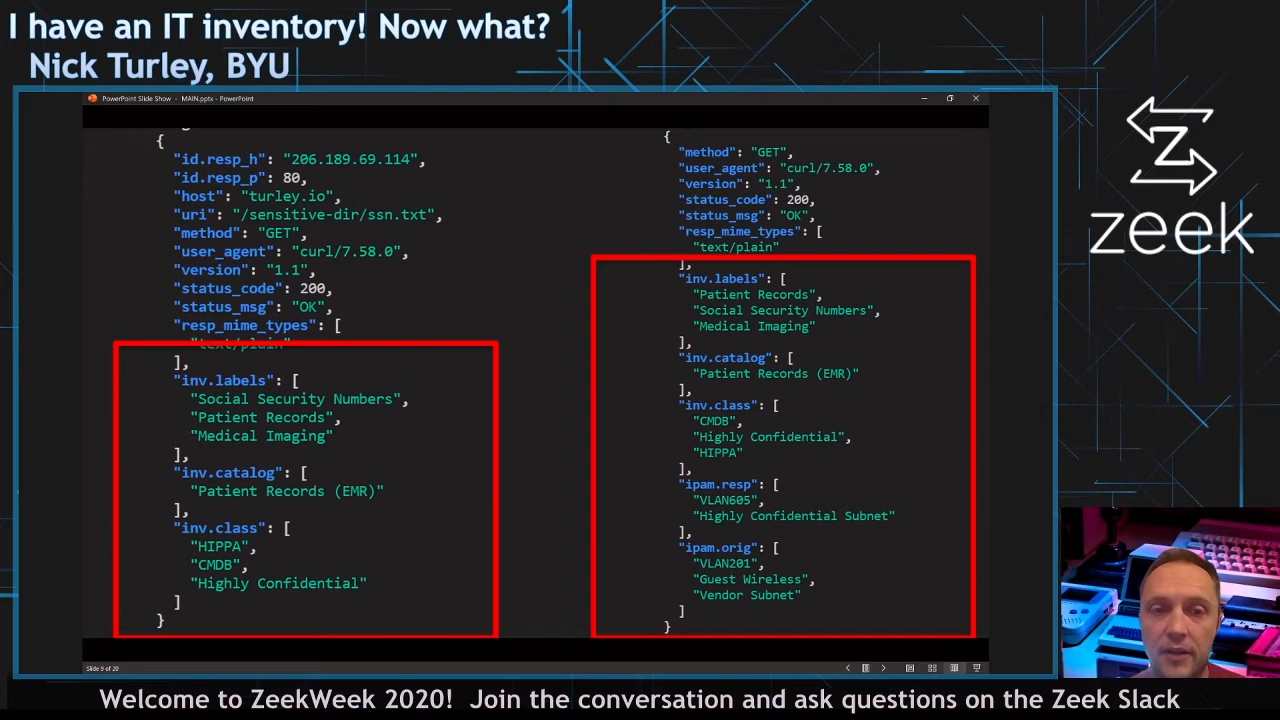 I have an IT inventory! Now what?
Nick Turley, BYU
PowerPoint Slide Show - MAIN.pptx - PowerPoint
{
"id.resp_h": "206.189.69.114",
"id.resp_p": 80,
"host": "turley.io",
"uri": "/sensitive-dir/ssn.txt",
"method": "GET",
"user_agent": "curl/7.58.0",
"version": "1.1",
"status_code": 200,
"status_msg": "OK",
"resp_mime_types": [
"text/plain"
],
"inv.labels": [
"Social Security Numbers",
"Patient Records",
"Medical Imaging"
],
"inv.catalog": [
"Patient Records (EMR)"
],
"inv.class": [
"HIPPA",
"CMDB",
"Highly Confidential"
]
}
{
"method": "GET",
"user_agent": "curl/7.58.0",
"version": "1.1",
"status_code": 200,
"status_msg": "OK",
"resp_mime_types": [
"text/plain"
],
"inv.labels": [
"Patient Records",
"Social Security Numbers",
"Medical Imaging"
],
"inv.catalog": [
"Patient Records (EMR)"
],
"inv.class": [
"CMDB",
"Highly Confidential",
"HIPPA"
],
"ipam.resp": [
"VLAN605",
"Highly Confidential Subnet"
],
"ipam.orig": [
"VLAN201",
"Guest Wireless",
"Vendor Subnet"
]
}
Slide 9 of 20
zeek
Welcome to ZeekWeek 2020! Join the conversation and ask questions on the Zeek Slack